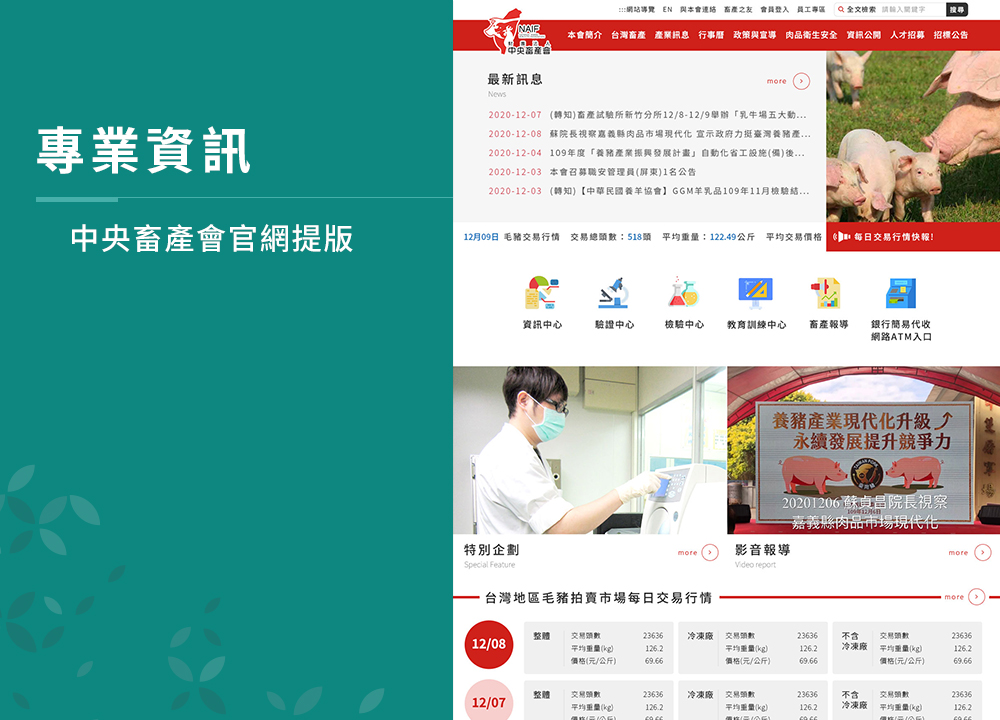 專業資訊
中央畜產會官網提版
:::網站導覽 EN 與本會連絡 畜產之友 會員登入 員工專區 全文檢索 請輸入關鍵字 搜尋
NAIF
財團法人
中央畜產會
本會簡介 台灣畜產 產業訊息 行事曆 政策與宣導 肉品衛生安全 資訊公開 人才招募 招標公告
最新訊息
News
more
2020-12-07 (轉知)畜產試驗所新竹分所12/8-12/9舉辦「乳牛場五大動...
2020-12-08 蘇院長視察嘉義縣肉品市場現代化 宣示政府力挺臺灣養豬產...
2020-12-04 109年度「養豬產業振興發展計畫」自動化省工設施(備)後...
2020-12-03 本會召募職安管理員(屏東)1名公告
2020-12-03 (轉知)【中華民國養羊協會】GGM羊乳品109年11月檢驗結...
12月09日 毛豬交易行情 交易總頭數：518頭 平均重量：122.49公斤 平均交易價格
每日交易行情快報!
資訊中心 驗證中心 檢驗中心 教育訓練中心 畜產報導 銀行簡易代收
網路ATM入口
養豬產業現代化升級
永續發展提升競爭力
20201206 蘇貞昌院長視察
嘉義縣肉品市場現代化
特別企劃
Special Feature
more
影音報導
Video report
more
台灣地區毛豬拍賣市場每日交易行情
more
12/08
整體
交易頭數 23636
平均重量(kg) 126.2
價格(元/公斤) 69.66
冷凍廠
交易頭數 23636
平均重量(kg) 126.2
價格(元/公斤) 69.66
不含
冷凍廠
交易頭數 23636
平均重量(kg) 126.2
價格(元/公斤) 69.66
12/07
整體
交易頭數 23636
平均重量(kg) 126.2
價格(元/公斤) 69.66
冷凍廠
交易頭數 23636
平均重量(kg) 126.2
價格(元/公斤) 69.66
不含
冷凍廠
交易頭數 23636
平均重量(kg) 126.2
價格(元/公斤) 69.66